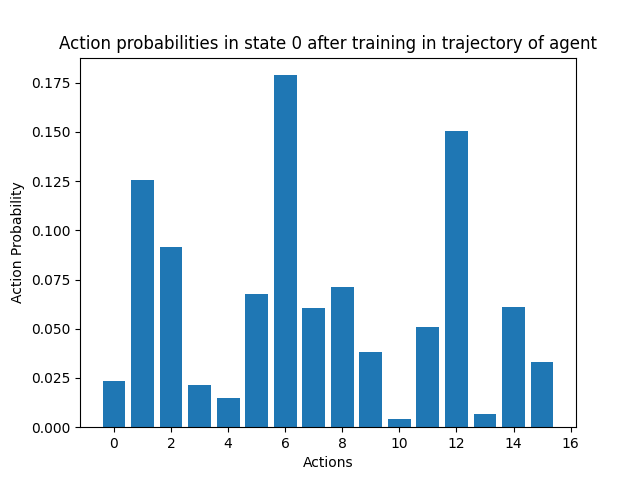 Action probabilities in state 0 after training in trajectory of agent
0.175
0.150
0.125
0.100
0.075
0.050
0.025
0.000
Action Probability
0 2 4 6 8 10 12 14 16
Actions